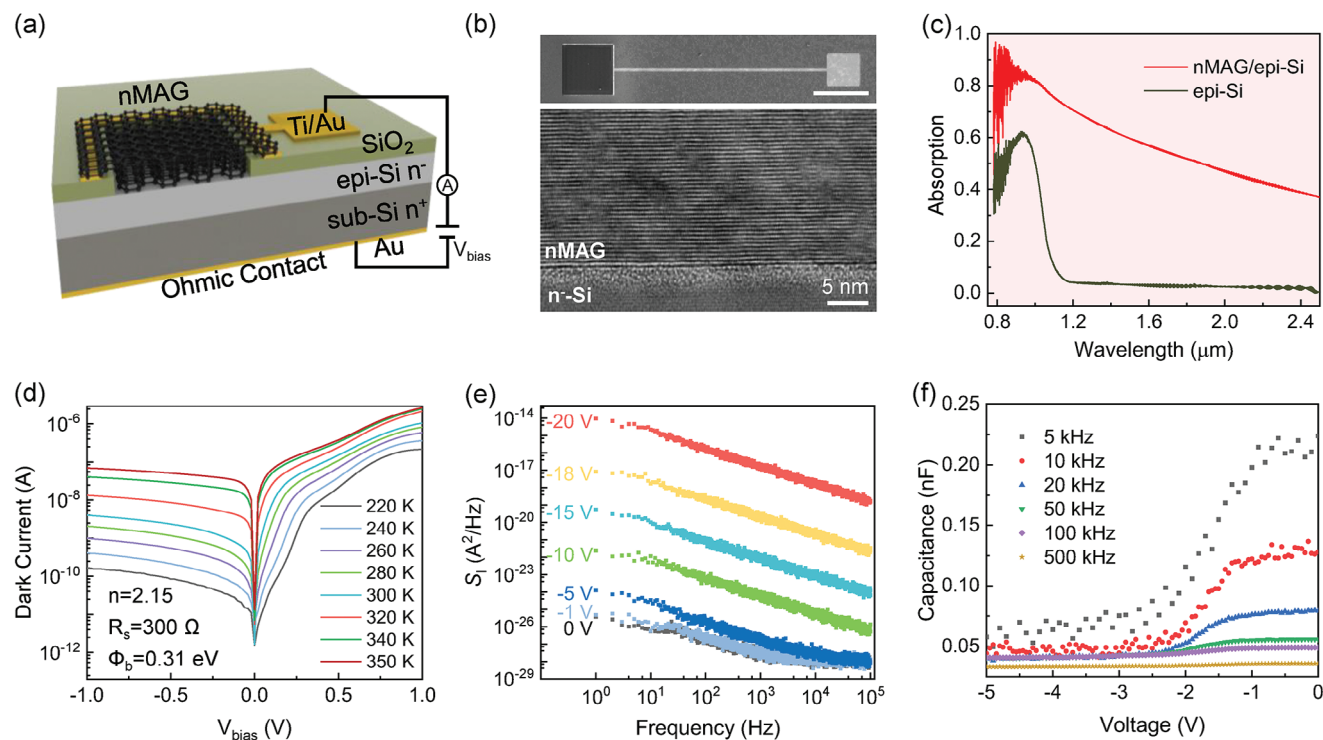 (a)
nMAG
Ti/Au
SiO₂
epi-Si n⁻
sub-Si n⁺
Au
Ohmic Contact
A
V_bias
(b)
nMAG
n⁻-Si
5 nm
(c)
Absorption
1.0
0.8
0.6
0.4
0.2
0.0
nMAG/epi-Si
epi-Si
0.8 1.2 1.6 2.0 2.4
Wavelength (μm)
(d)
Dark Current (A)
10⁻⁶
10⁻⁸
10⁻¹⁰
10⁻¹²
220 K
240 K
260 K
280 K
300 K
320 K
340 K
350 K
n=2.15
Rₛ=300 Ω
Φ_b=0.31 eV
-1.0 -0.5 0.0 0.5 1.0
V_bias (V)
(e)
S_I (A²/Hz)
10⁻¹⁴
10⁻¹⁷
10⁻²⁰
10⁻²³
10⁻²⁶
10⁻²⁹
-20 V
-18 V
-15 V
-10 V
-5 V
-1 V
0 V
10⁰ 10¹ 10² 10³ 10⁴ 10⁵
Frequency (Hz)
(f)
Capacitance (nF)
0.25
0.20
0.15
0.10
0.05
5 kHz
10 kHz
20 kHz
50 kHz
100 kHz
500 kHz
-5 -4 -3 -2 -1 0
Voltage (V)